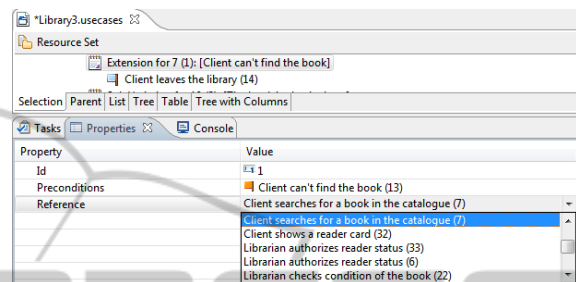 *Library3.usecases
Resource Set
Extension for 7 (1): [Client can't find the book]
Client leaves the library (14)
Selection Parent List Tree Table Tree with Columns
Tasks Properties Console
Property Value
Id 1
Preconditions Client can't find the book (13)
Reference Client searches for a book in the catalogue (7)
Client searches for a book in the catalogue (7)
Client shows a reader card (32)
Librarian authorizes reader status (33)
Librarian authorizes reader status (6)
Librarian checks condition of the book (22)